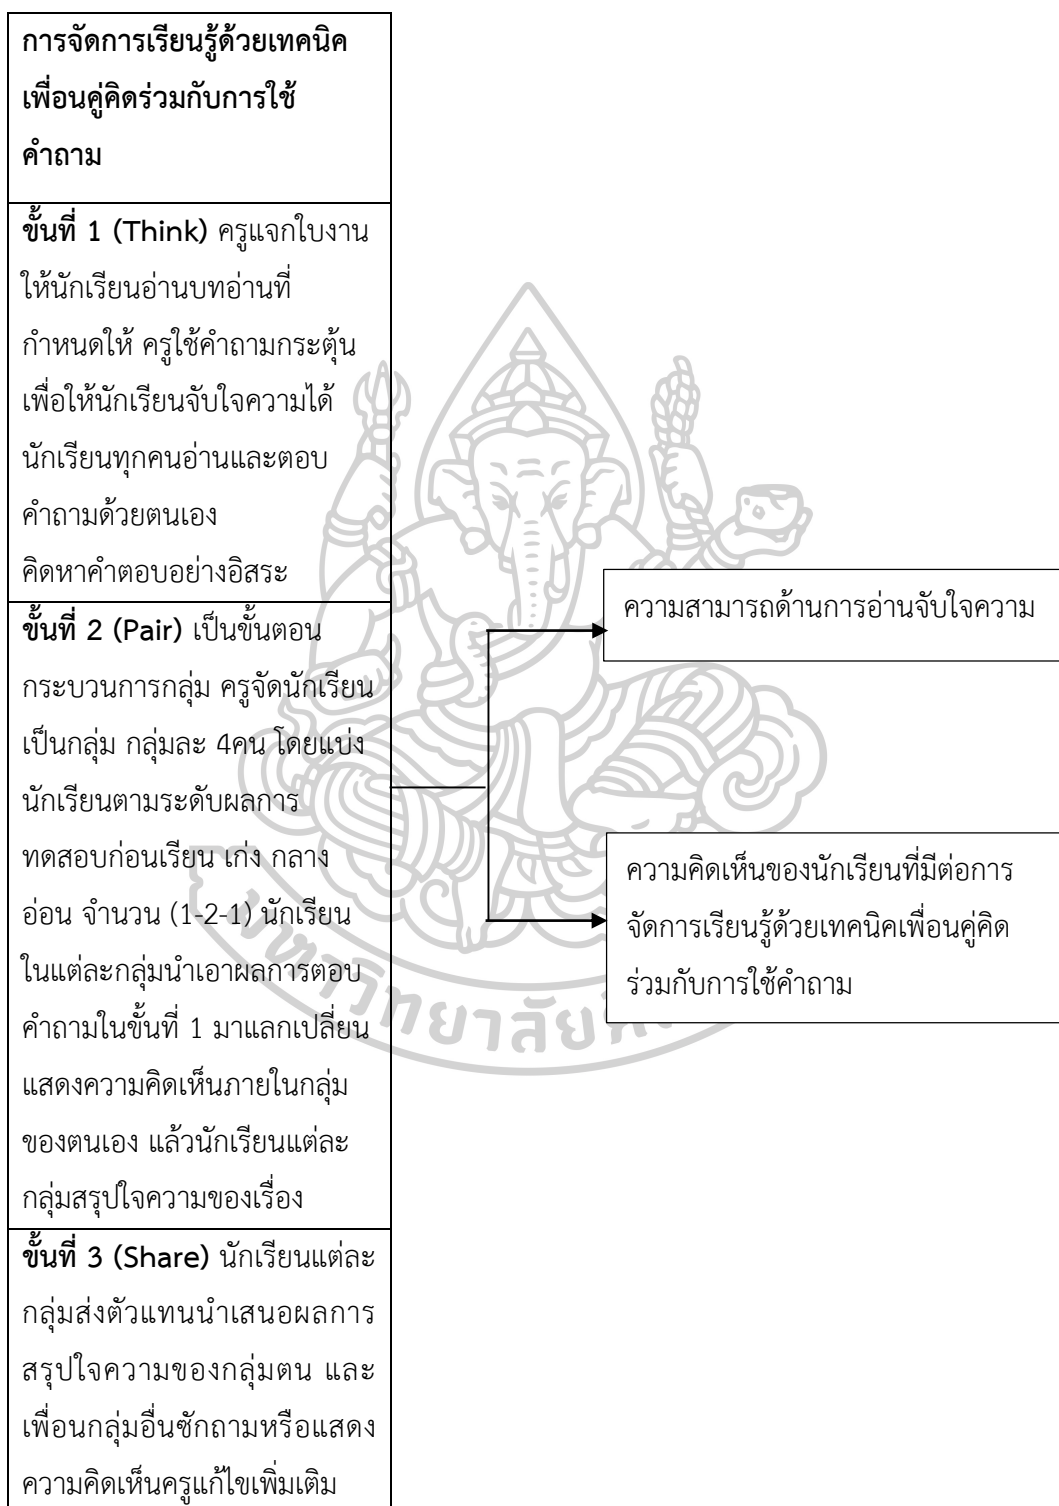 การจัดการเรียนรู้ด้วยเทคนิค
เพื่อนคู่คิดร่วมกับการใช้
คำถาม
ขั้นที่ 1 (Think) ครูแจกใบงาน
ให้นักเรียนอ่านบทอ่านที่
กำหนดให้ ครูใช้คำถามกระตุ้น
เพื่อให้นักเรียนจับใจความได้
นักเรียนทุกคนอ่านและตอบ
คำถามด้วยตนเอง
คิดหาคำตอบอย่างอิสระ
ขั้นที่ 2 (Pair) เป็นขั้นตอน
กระบวนการกลุ่ม ครูจัดนักเรียน
เป็นกลุ่ม กลุ่มละ 4คน โดยแบ่ง
นักเรียนตามระดับผลการ
ทดสอบก่อนเรียน เก่ง กลาง
อ่อน จำนวน (1-2-1) นักเรียน
ในแต่ละกลุ่มนำเอาผลการตอบ
คำถามในขั้นที่ 1 มาแลกเปลี่ยน
แสดงความคิดเห็นภายในกลุ่ม
ของตนเอง แล้วนักเรียนแต่ละ
กลุ่มสรุปใจความของเรื่อง
ขั้นที่ 3 (Share) นักเรียนแต่ละ
กลุ่มส่งตัวแทนนำเสนอผลการ
สรุปใจความของกลุ่มตน และ
เพื่อนกลุ่มอื่นซักถามหรือแสดง
ความคิดเห็นครูแก้ไขเพิ่มเติม
ความสามารถด้านการอ่านจับใจความ
ความคิดเห็นของนักเรียนที่มีต่อการ
จัดการเรียนรู้ด้วยเทคนิคเพื่อนคู่คิด
ร่วมกับการใช้คำถาม